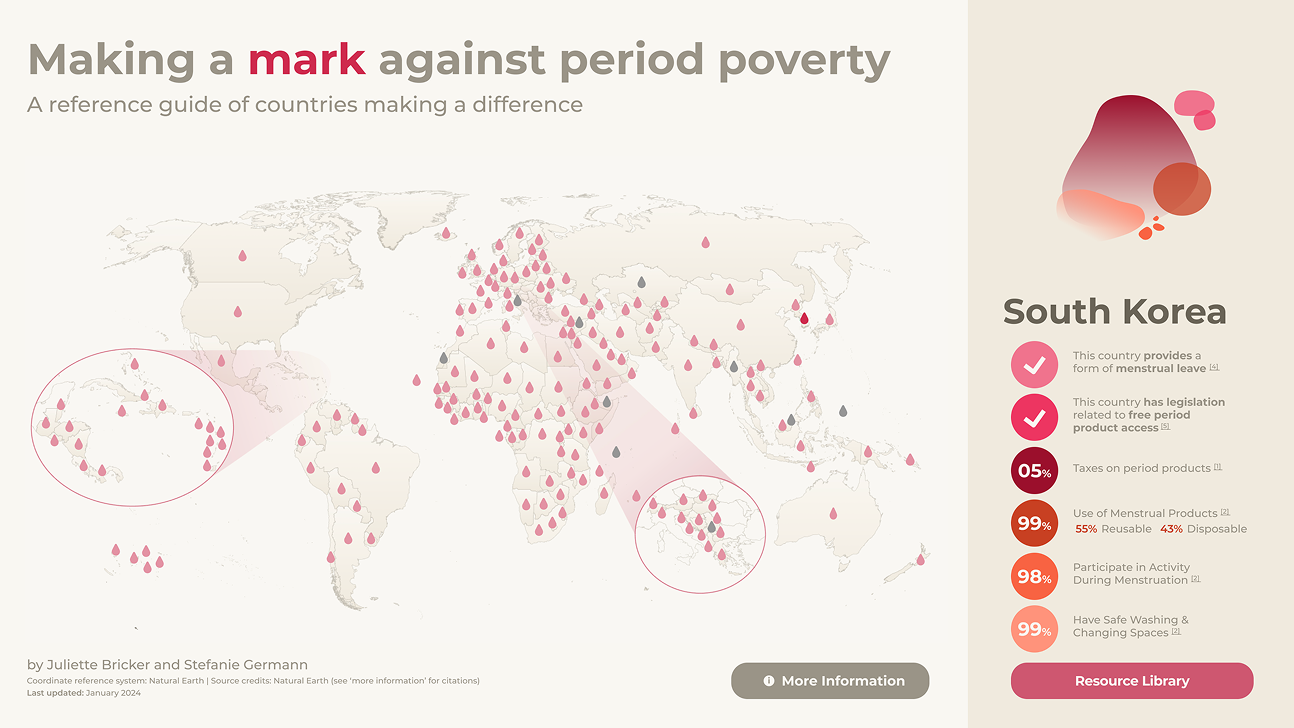 Making a mark against period poverty
A reference guide of countries making a difference
by Juliette Bricker and Stefanie Germann
Coordinate reference system: Natural Earth | Source credits: Natural Earth (see 'more information' for citations)
Last updated: January 2024
More Information
South Korea
This country provides a
form of menstrual leave [4].
This country has legislation
related to free period
product access [5].
05% Taxes on period products [1].
99% Use of Menstrual Products [2].
55% Reusable 43% Disposable
98% Participate in Activity
During Menstruation [2].
99% Have Safe Washing &
Changing Spaces [2].
Resource Library